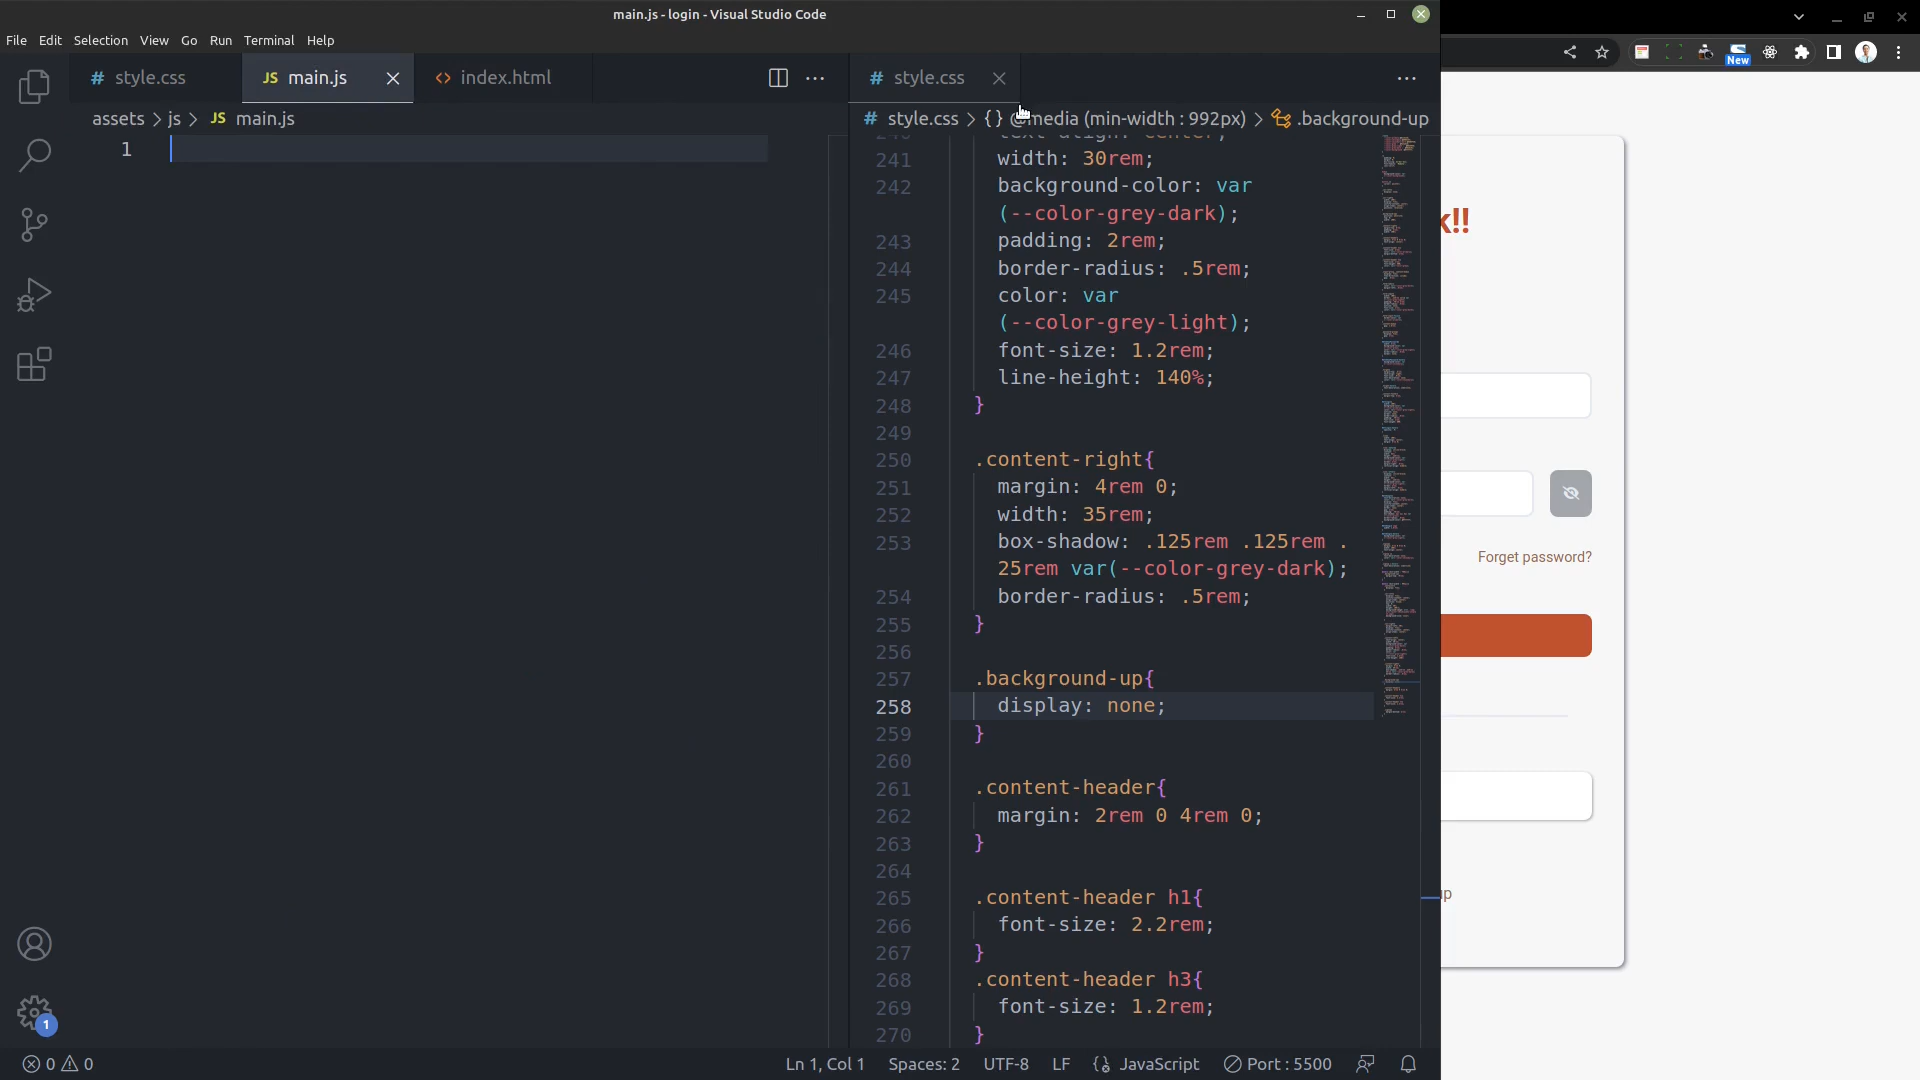 main.js - login - Visual Studio Code
File Edit Selection View Go Run Terminal Help
# style.css
JS main.js
<> index.html
# style.css
assets > js > JS main.js
# style.css > {} @media (min-width : 992px) > .background-up
New
1
text-align: center;
241 width: 30rem;
242 background-color: var
(--color-grey-dark);
243 padding: 2rem;
244 border-radius: .5rem;
245 color: var
(--color-grey-light);
246 font-size: 1.2rem;
247 line-height: 140%;
248 }
249
250 .content-right{
251 margin: 4rem 0;
252 width: 35rem;
253 box-shadow: .125rem .125rem .
25rem var(--color-grey-dark);
254 border-radius: .5rem;
255 }
256
257 .background-up{
258 display: none;
259 }
260
261 .content-header{
262 margin: 2rem 0 4rem 0;
263 }
264
265 .content-header h1{
266 font-size: 2.2rem;
267 }
268 .content-header h3{
269 font-size: 1.2rem;
270 }
k!!
Forget password?
up
1
0 0
Ln 1, Col 1 Spaces: 2 UTF-8 LF {} JavaScript Port : 5500